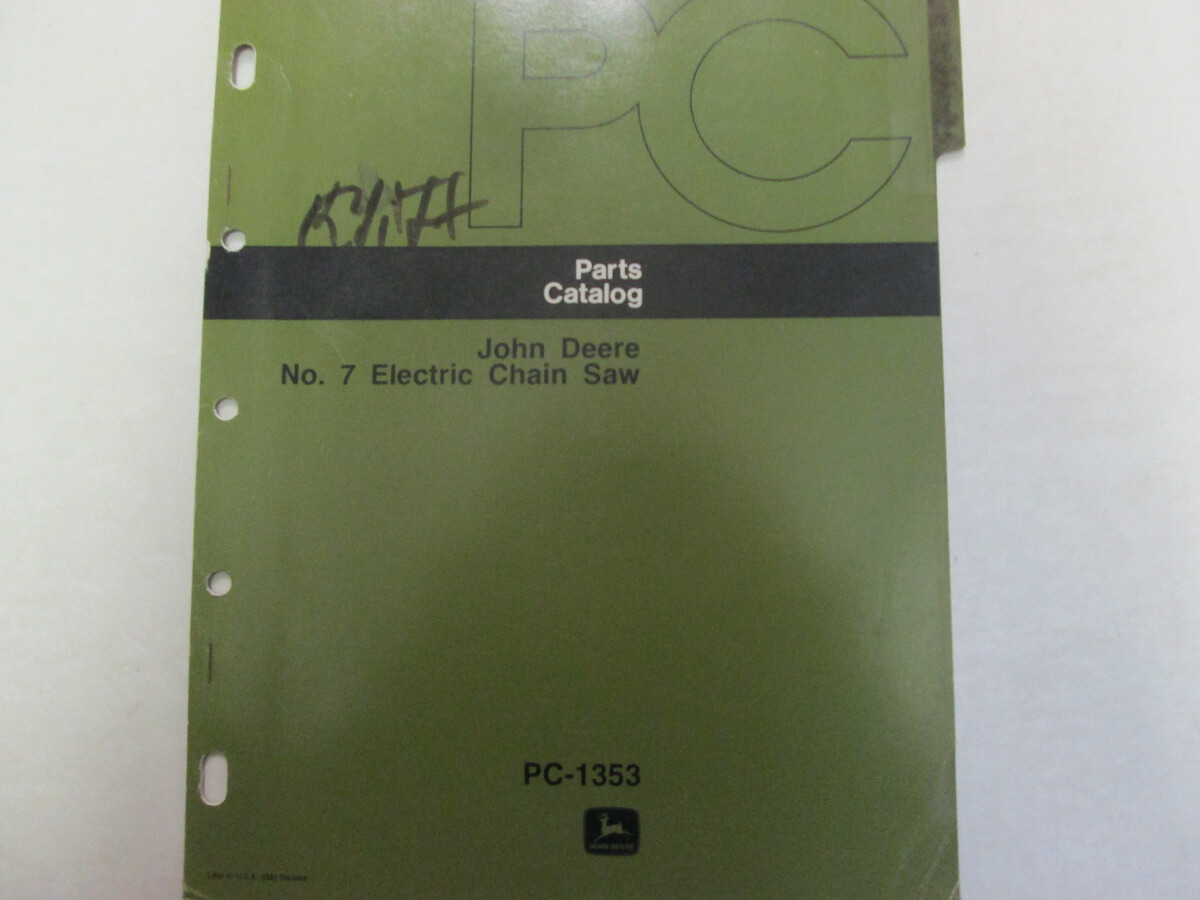 PC
Parts
Catalog
John Deere
No. 7 Electric Chain Saw
PC-1353
JOHN DEERE